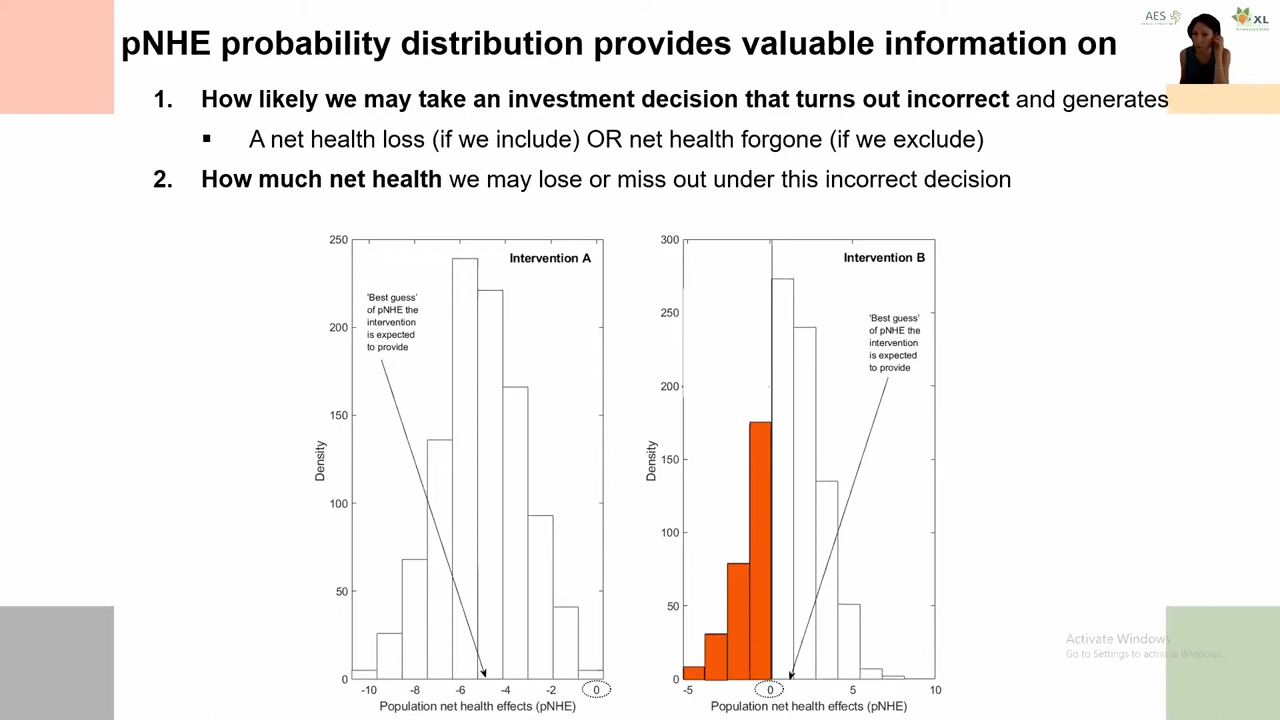 pNHE probability distribution provides valuable information on
AES
XL
1. How likely we may take an investment decision that turns out incorrect and generates
▪ A net health loss (if we include) OR net health forgone (if we exclude)
2. How much net health we may lose or miss out under this incorrect decision
250
200
150
100
50
0
Density
Intervention A
'Best guess'
of pNHE the
intervention
is expected
to provide
-10 -8 -6 -4 -2 0
Population net health effects (pNHE)
300
250
200
150
100
50
0
Density
Intervention B
'Best guess'
of pNHE the
intervention
is expected
to provide
-5 0 5 10
Population net health effects (pNHE)
Activate Windows
Go to Settings to activate Windows.